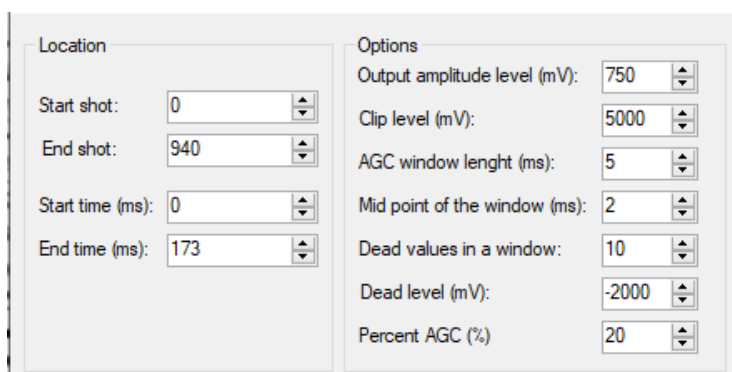 Location
Start shot: 0
End shot: 940
Start time (ms): 0
End time (ms): 173
Options
Output amplitude level (mV): 750
Clip level (mV): 5000
AGC window lenght (ms): 5
Mid point of the window (ms): 2
Dead values in a window: 10
Dead level (mV): -2000
Percent AGC (%) 20